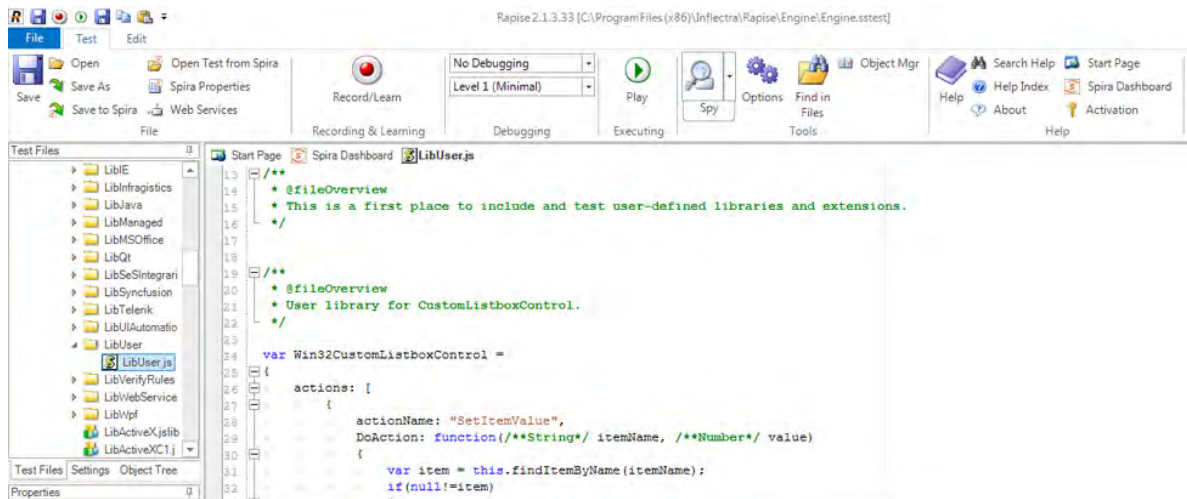 Rapise 2.1.3.33 [C:\Program Files (x86)\Inflectra\Rapise\Engine\Engine.sstest]
File Test Edit
Save
Open
Save As
Save to Spira
Open Test from Spira
Spira Properties
Web Services
File
Record/Learn
Recording & Learning
No Debugging
Level 1 (Minimal)
Debugging
Play
Executing
Spy
Options
Find in
Files
Object Mgr
Tools
Help
Search Help
Help Index
About
Start Page
Spira Dashboard
Activation
Help
Test Files
LibIE
LibInfragistics
LibJava
LibManaged
LibMSOffice
LibQt
LibSeSIntegrari
LibSyncfusion
LibTelerik
LibUIAutomatio
LibUser
LibUser.js
LibVerifyRules
LibWebService
LibWpf
LibActiveX.jslib
LibActiveXC1.j
Test Files Settings Object Tree
Properties
Start Page Spira Dashboard LibUser.js
13 /**
14 * @fileOverview
15 * This is a first place to include and test user-defined libraries and extensions.
16 */
17
18
19 /**
20 * @fileOverview
21 * User library for CustomListboxControl.
22 */
23
24 var Win32CustomListboxControl =
25 {
26 actions: [
27 {
28 actionName: "SetItemValue",
29 DoAction: function(/**String*/ itemName, /**Number*/ value)
30 {
31 var item = this.findItemByName(itemName);
32 if(null!=item)